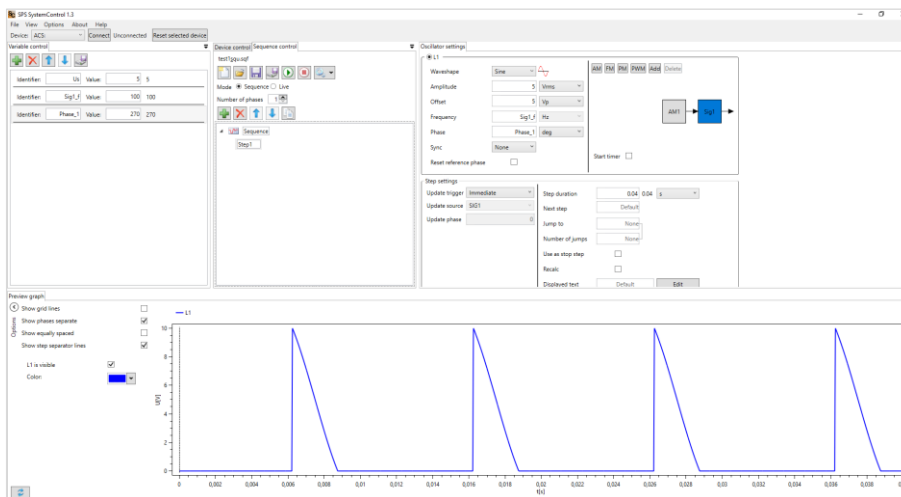 SPS SystemControl 1.3
File View Options About Help
Device: ACS: Connect Unconnected Reset selected device
Variable control
Identifier: Us Value: 5 5
Identifier: Sig1_f Value: 100 100
Identifier: Phase_1 Value: 270 270
Device control Sequence control
test1jqu.sqf
Mode Sequence Live
Number of phases 1
Sequence
Step1
Oscillator settings
L1
Waveshape Sine
Amplitude 5 Vrms
Offset 5 Vp
Frequency Sig1_f Hz
Phase Phase_1 deg
Sync None
Reset reference phase
AM FM PM PWM Add Delete
AM1 Sig1
Start timer
Step settings
Update trigger Immediate
Update source SIG1
Update phase 0
Step duration 0.04 0.04 s
Next step Default
Jump to None
Number of jumps None
Use as stop step
Recalc
Displayed text Default Edit
Preview graph
Options
Show grid lines
Show phases separate
Show equally spaced
Show step separator lines
L1 is visible
Color:
L1
U[V]
10
8
6
4
2
0
0 0,002 0,004 0,006 0,008 0,01 0,012 0,014 0,016 0,018 0,02 0,022 0,024 0,026 0,028 0,03 0,032 0,034 0,036 0,038
t[s]